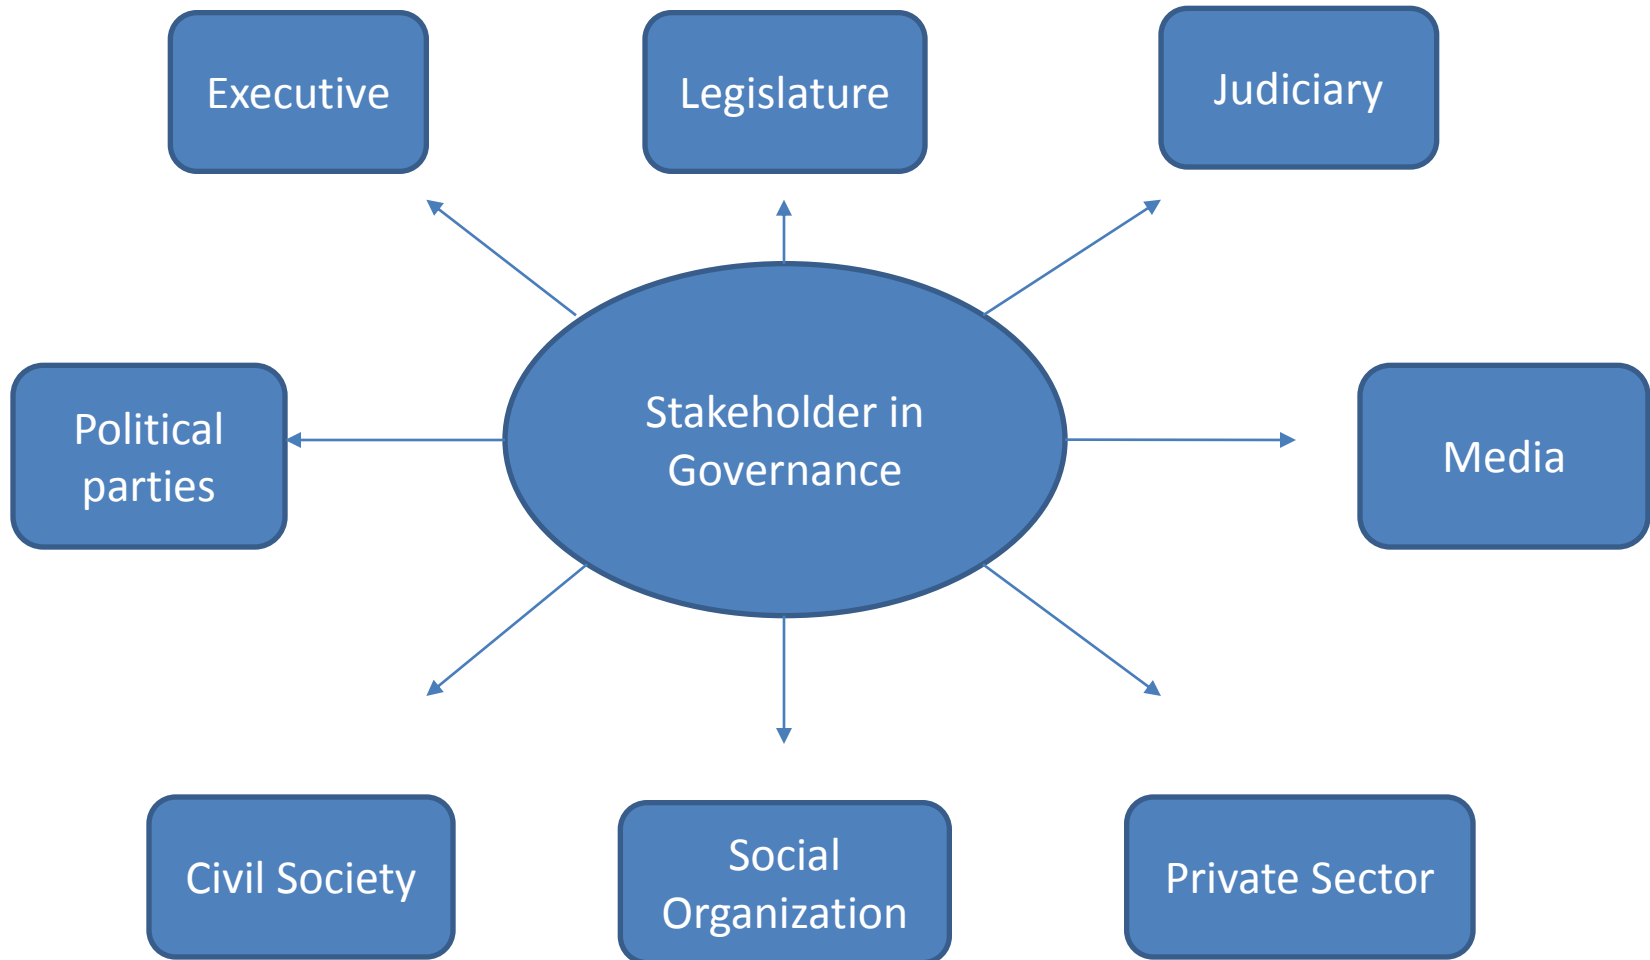 Executive
Legislature
Judiciary
Political
parties
Stakeholder in
Governance
Media
Civil Society
Social
Organization
Private Sector